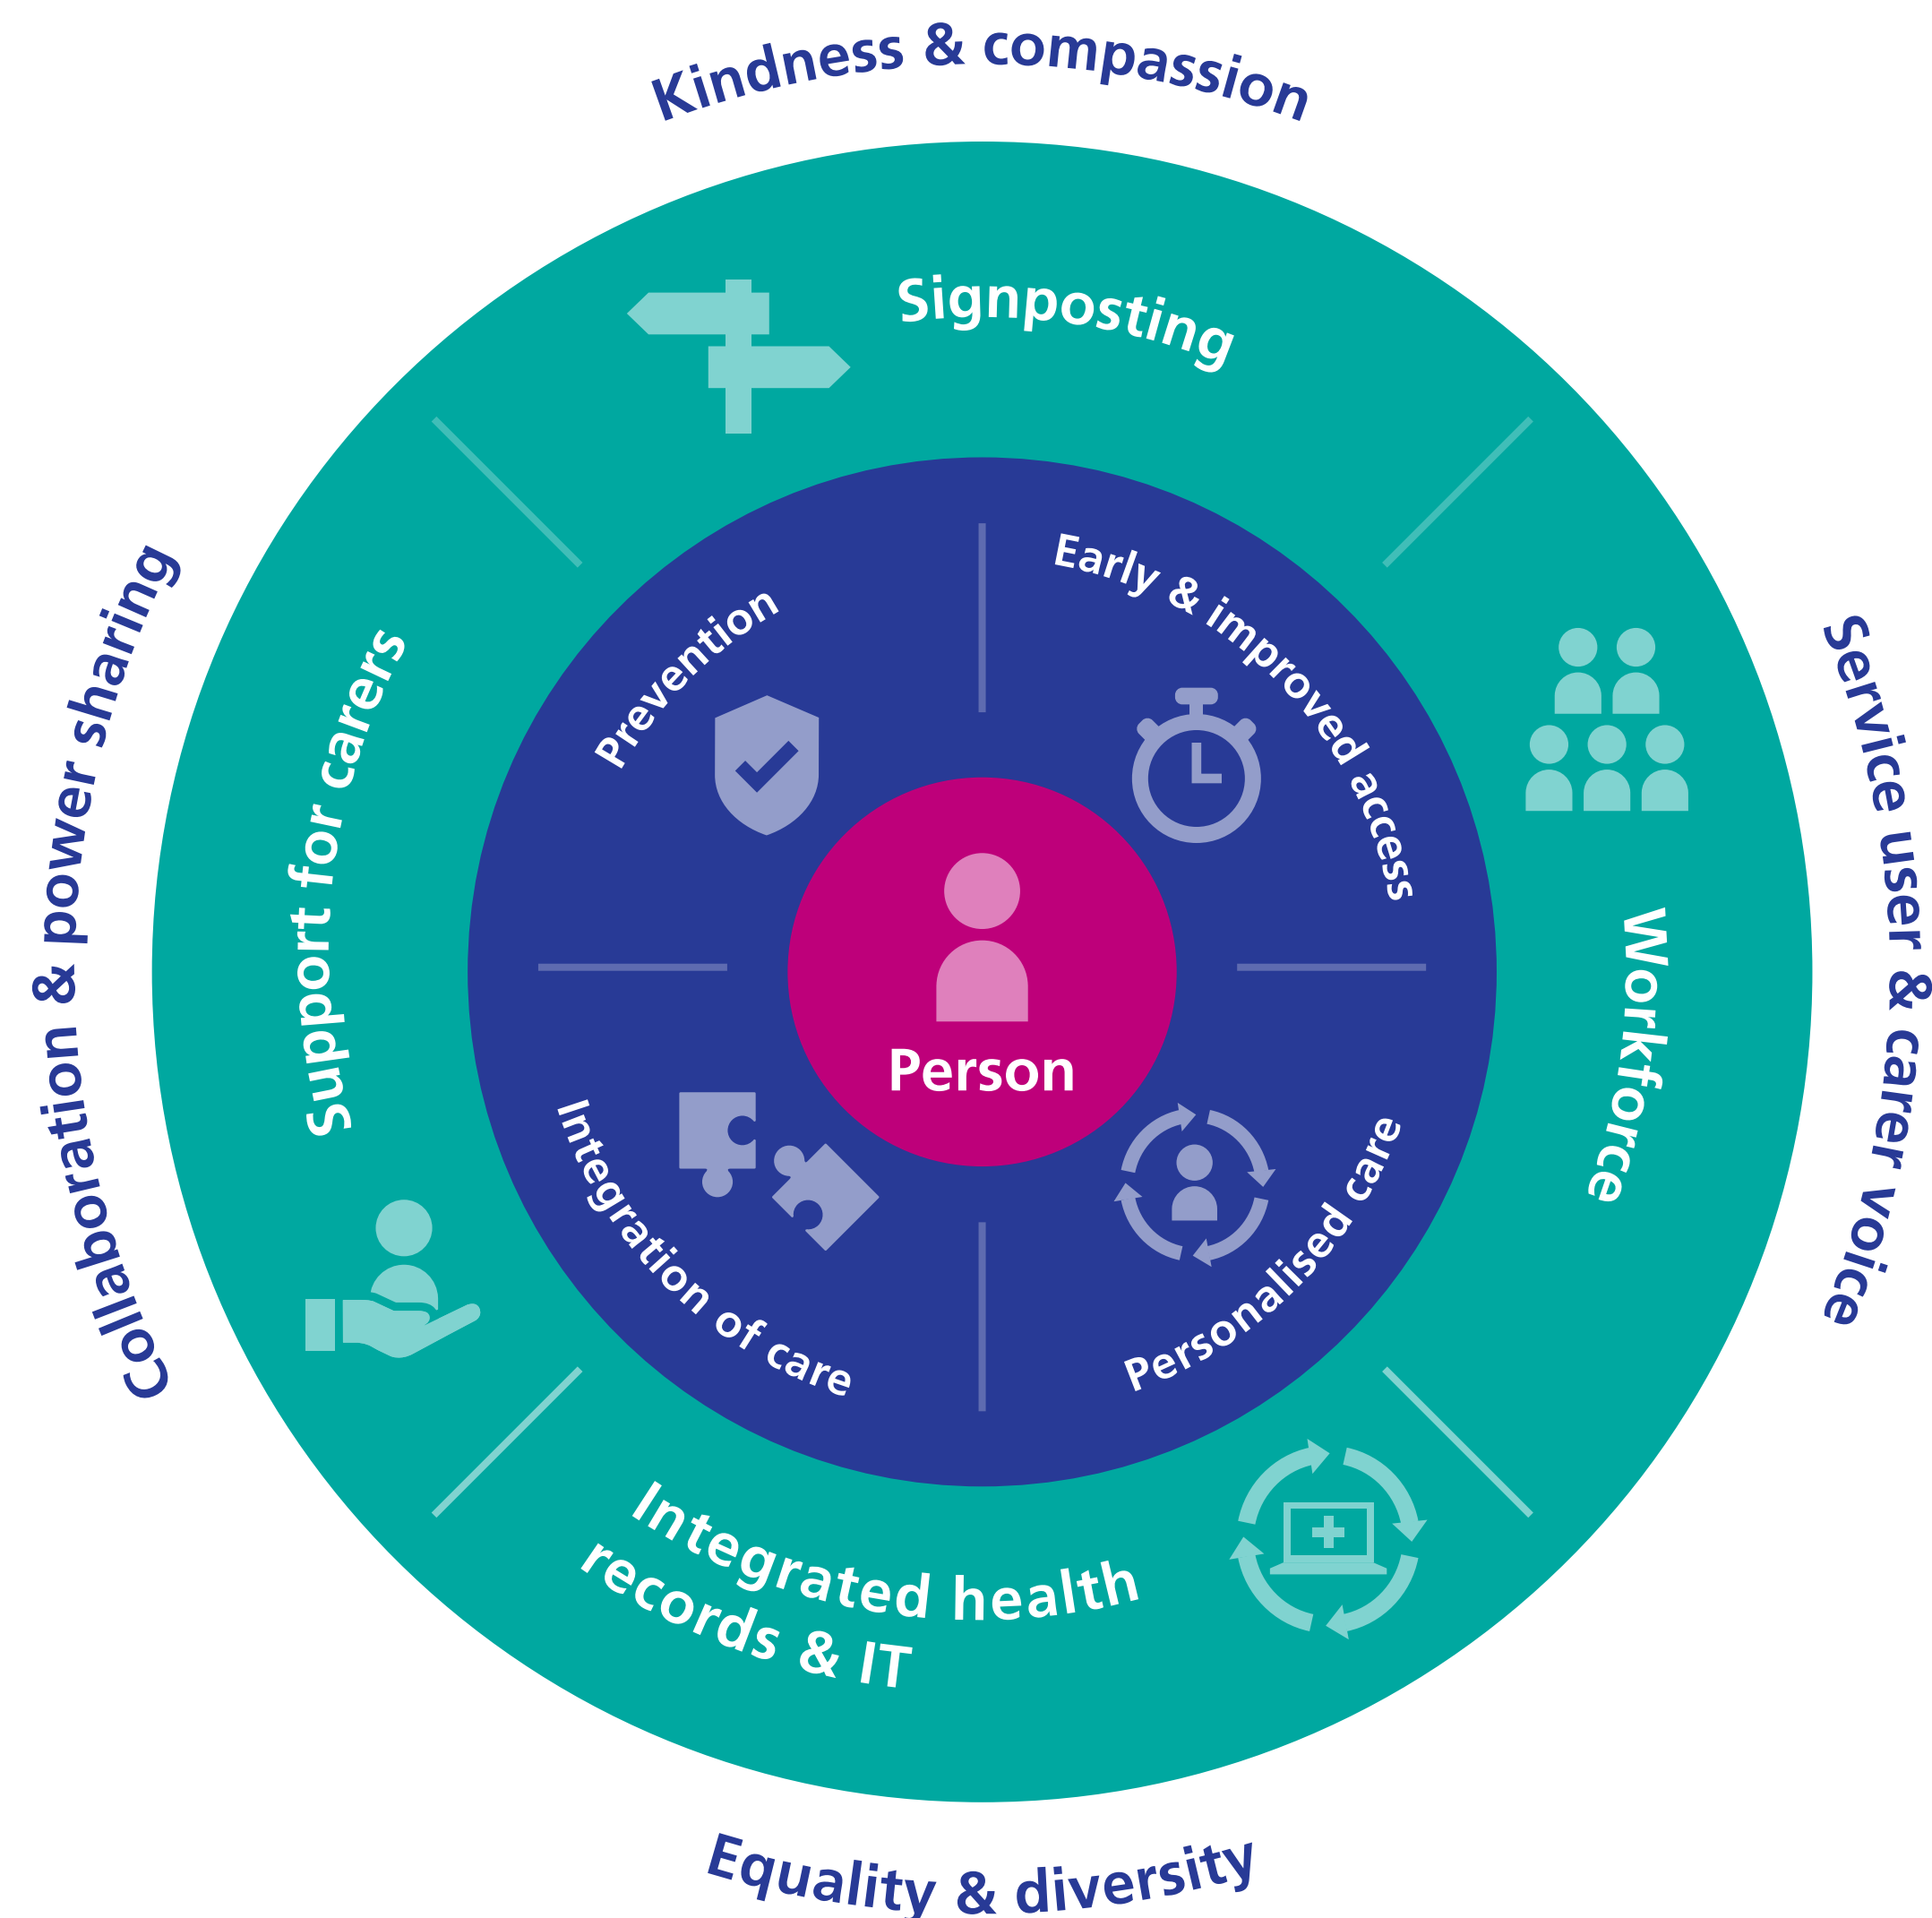 Kindness & compassion
Signposting
Early & improved access
Prevention
Support for carers
Collaboration & power sharing
Service user & carer voice
Workforce
Person
Integration of care
Personalised care
Integrated health
records & IT
Equality & diversity